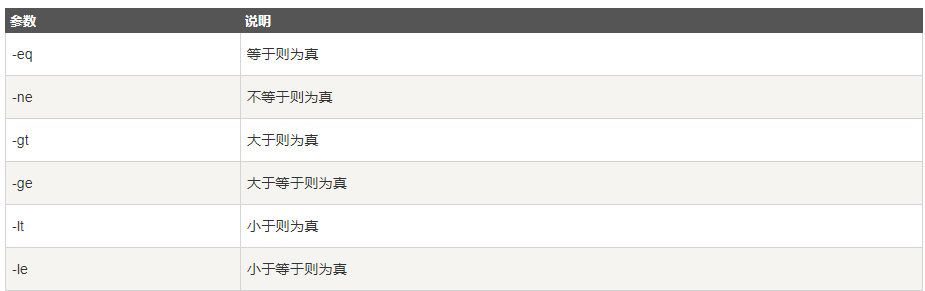 参数 说明
-eq 等于则为真
-ne 不等于则为真
-gt 大于则为真
-ge 大于等于则为真
-lt 小于则为真
-le 小于等于则为真